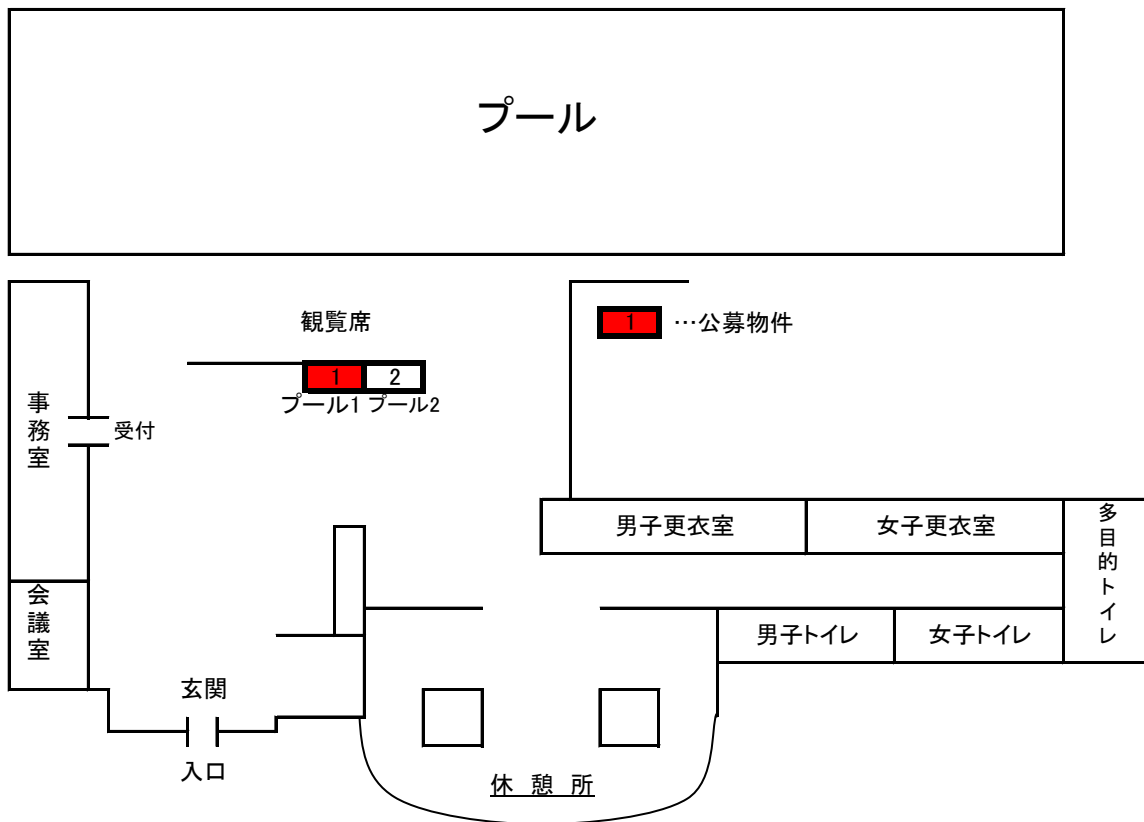 プール
観覧席
1 …公募物件
1 2
プール1 プール2
事務室
受付
男子更衣室 女子更衣室
多目的トイレ
会議室
男子トイレ 女子トイレ
玄関
入口
休 憩 所